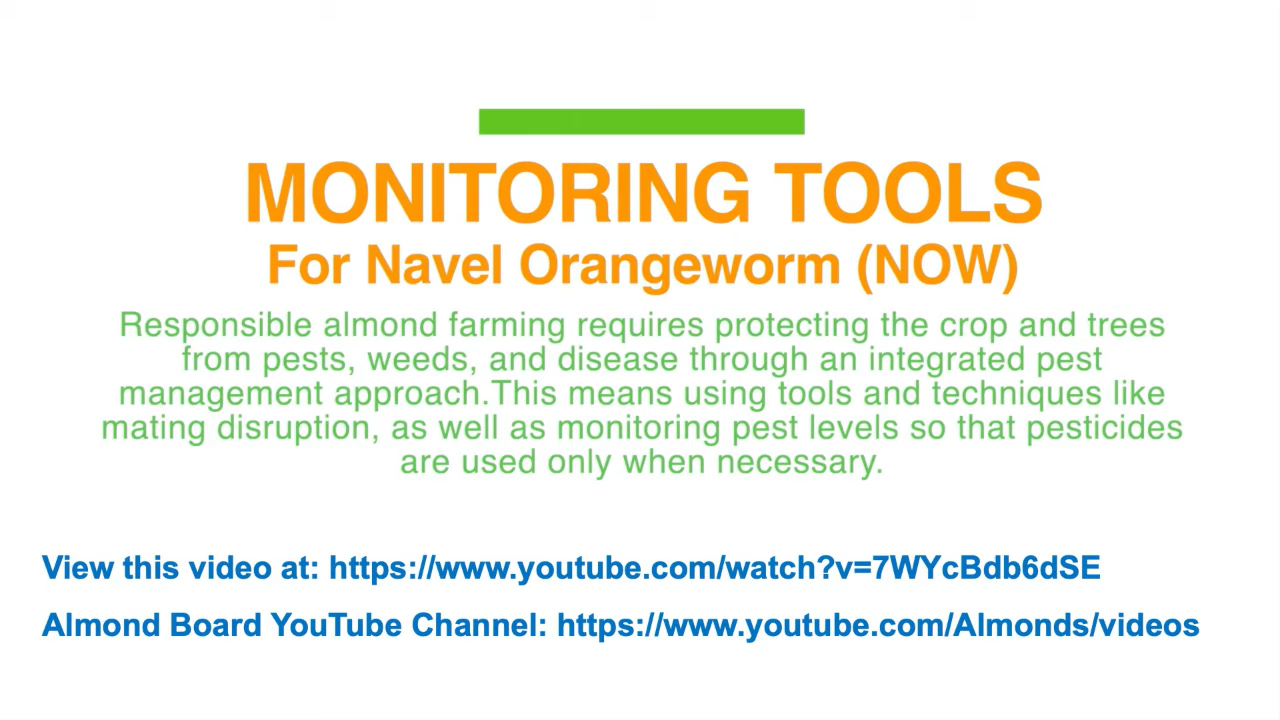 MONITORING TOOLS
For Navel Orangeworm (NOW)
Responsible almond farming requires protecting the crop and trees
from pests, weeds, and disease through an integrated pest
management approach.This means using tools and techniques like
mating disruption, as well as monitoring pest levels so that pesticides
are used only when necessary.
View this video at: https://www.youtube.com/watch?v=7WYcBdb6dSE
Almond Board YouTube Channel: https://www.youtube.com/Almonds/videos